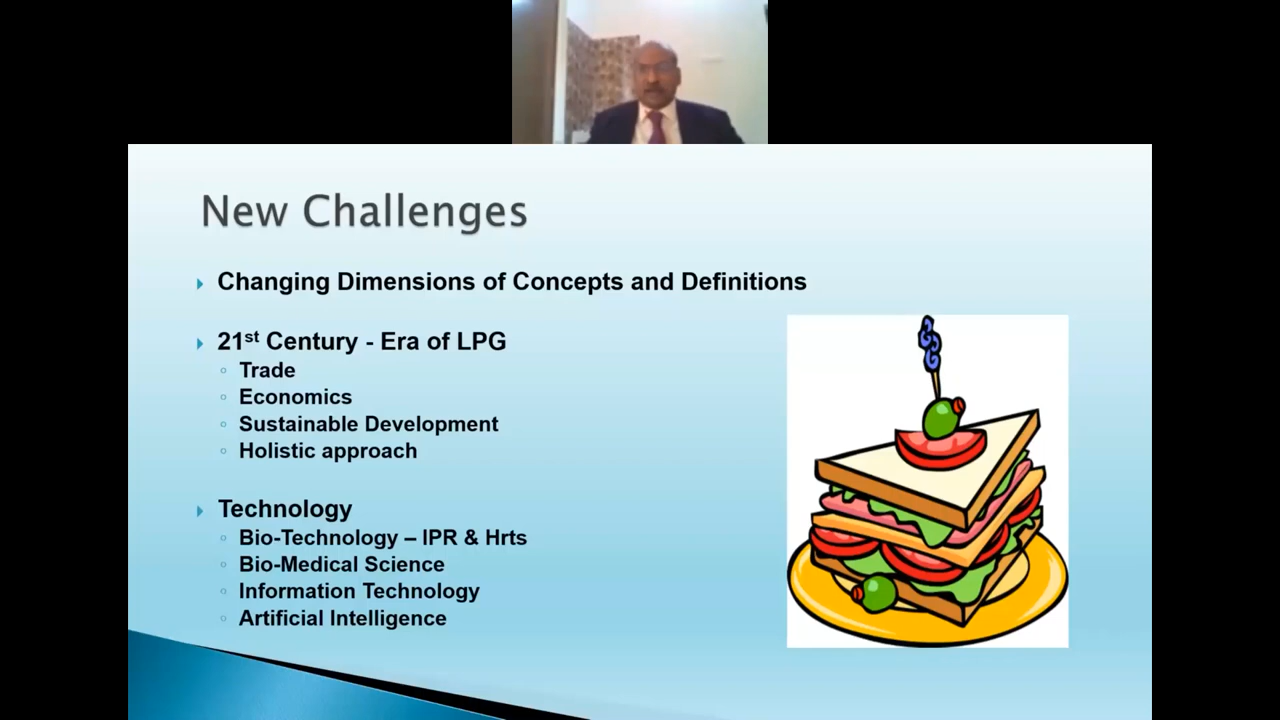 New Challenges
Changing Dimensions of Concepts and Definitions
21st Century - Era of LPG
Trade
Economics
Sustainable Development
Holistic approach
Technology
Bio-Technology – IPR & Hrts
Bio-Medical Science
Information Technology
Artificial Intelligence